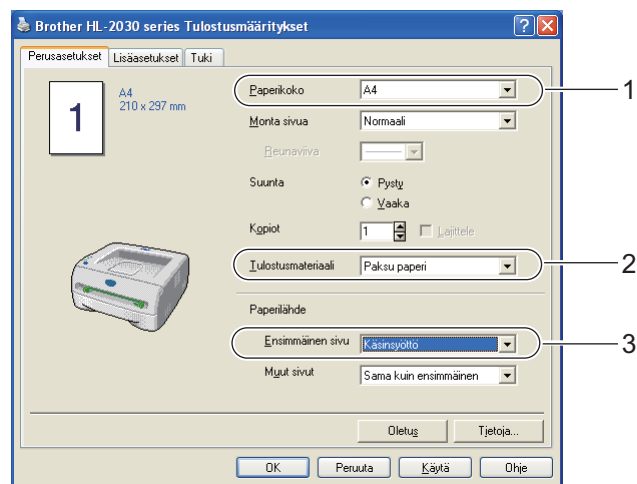 Brother HL-2030 series Tulostusmääritykset
Perusasetukset Lisäasetukset Tuki
1
A4
210 x 297 mm
Paperikoko A4 1
Monta sivua Normaali
Reunaviiva
Suunta Pysty
Vaaka
Kopiot 1 Lajittele
Tulostusmateriaali Paksu paperi 2
Paperilähde
Ensimmäinen sivu Käsinsyöttö 3
Muut sivut Sama kuin ensimmäinen
Oletus Tietoja...
OK Peruuta Käytä Ohje